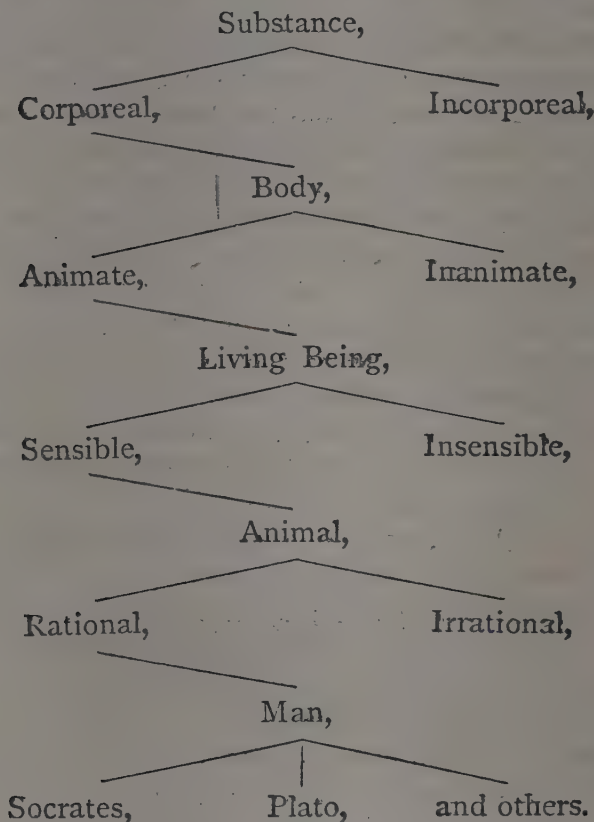 Substance,
Corporeal, Incorporeal,
Body,
Animate, Inanimate,
Living Being,
Sensible, Insensible,
Animal,
Rational, Irrational,
Man,
Socrates, Plato, and others.